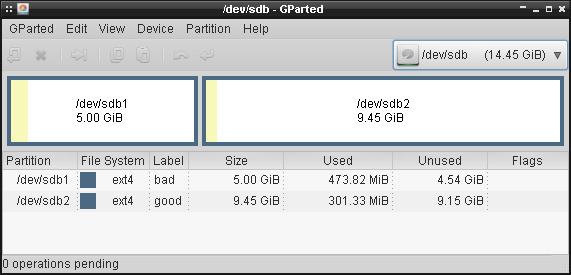 /dev/sdb - GParted
GParted Edit View Device Partition Help
/dev/sdb (14.45 GiB)
/dev/sdb1
5.00 GiB
/dev/sdb2
9.45 GiB
Partition File System Label Size Used Unused Flags
/dev/sdb1 ext4 bad 5.00 GiB 473.82 MiB 4.54 GiB
/dev/sdb2 ext4 good 9.45 GiB 301.33 MiB 9.15 GiB
0 operations pending